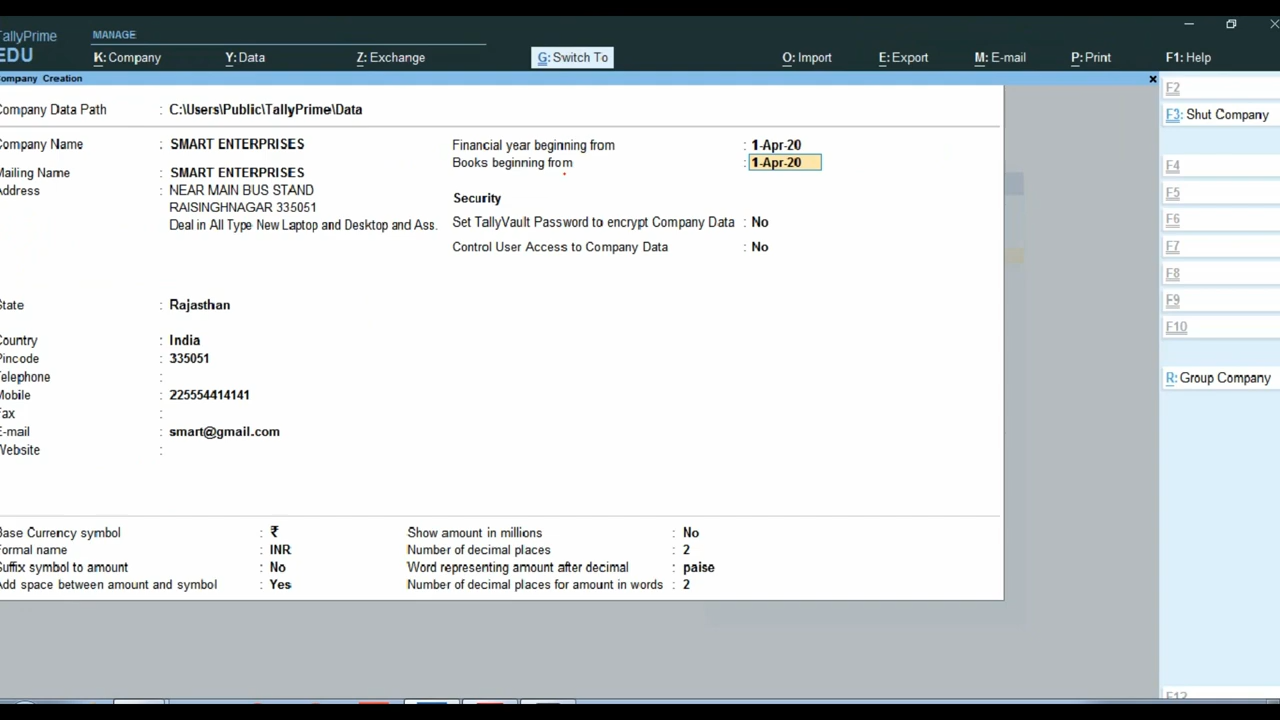 TallyPrime
EDU
MANAGE
K: Company
Y: Data
Z: Exchange
G: Switch To
O: Import
E: Export
M: E-mail
P: Print
F1: Help
ompany Creation
x
ompany Data Path : C:\Users\Public\TallyPrime\Data
ompany Name : SMART ENTERPRISES
Mailing Name : SMART ENTERPRISES
Address : NEAR MAIN BUS STAND
RAISINGHNAGAR 335051
Deal in All Type New Laptop and Desktop and Ass.
State : Rajasthan
Country : India
Pincode : 335051
Telephone :
Mobile : 225554414141
Fax :
E-mail : smart@gmail.com
Website :
Financial year beginning from : 1-Apr-20
Books beginning from : 1-Apr-20
Security
Set TallyVault Password to encrypt Company Data : No
Control User Access to Company Data : No
Base Currency symbol : ₹
Formal name : INR
Suffix symbol to amount : No
Add space between amount and symbol : Yes
Show amount in millions : No
Number of decimal places : 2
Word representing amount after decimal : paise
Number of decimal places for amount in words : 2
F2
F3: Shut Company
F4
F5
F6
F7
F8
F9
F10
R: Group Company
F12